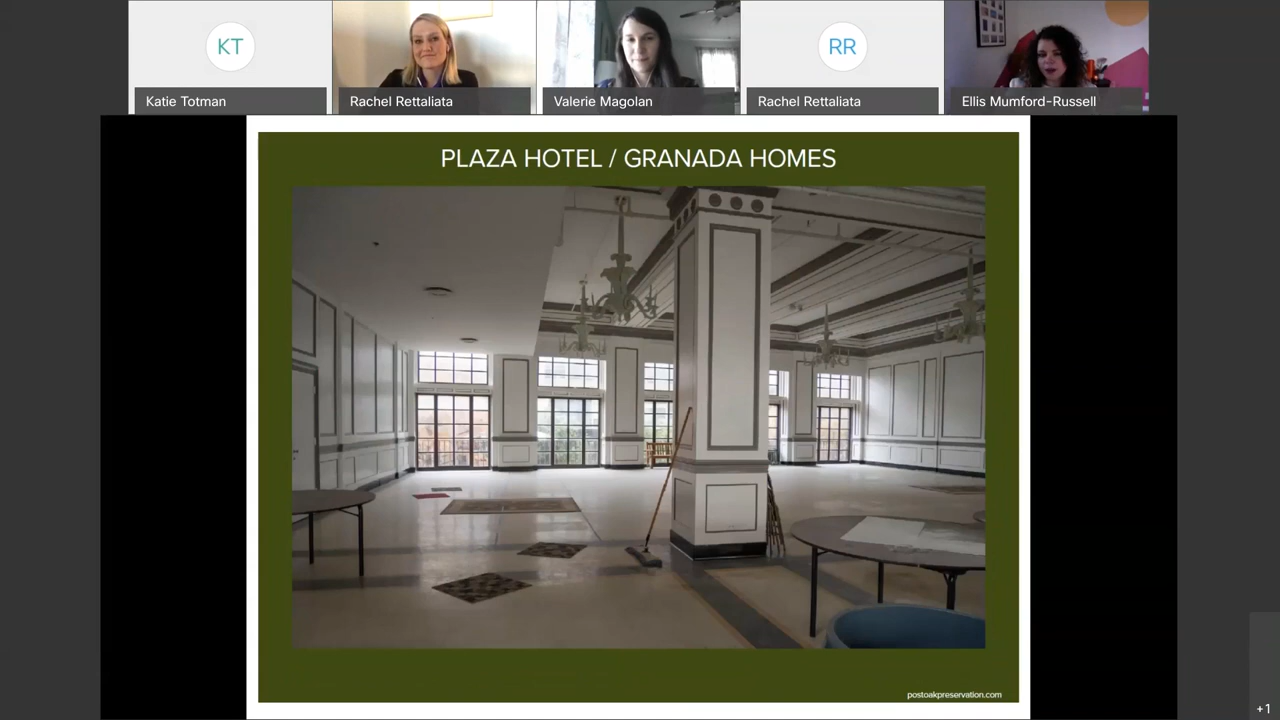 KT
RR
Katie Totman
Rachel Rettaliata
Valerie Magolan
Rachel Rettaliata
Ellis Mumford-Russell
PLAZA HOTEL / GRANADA HOMES
postoakpreservation.com
+1